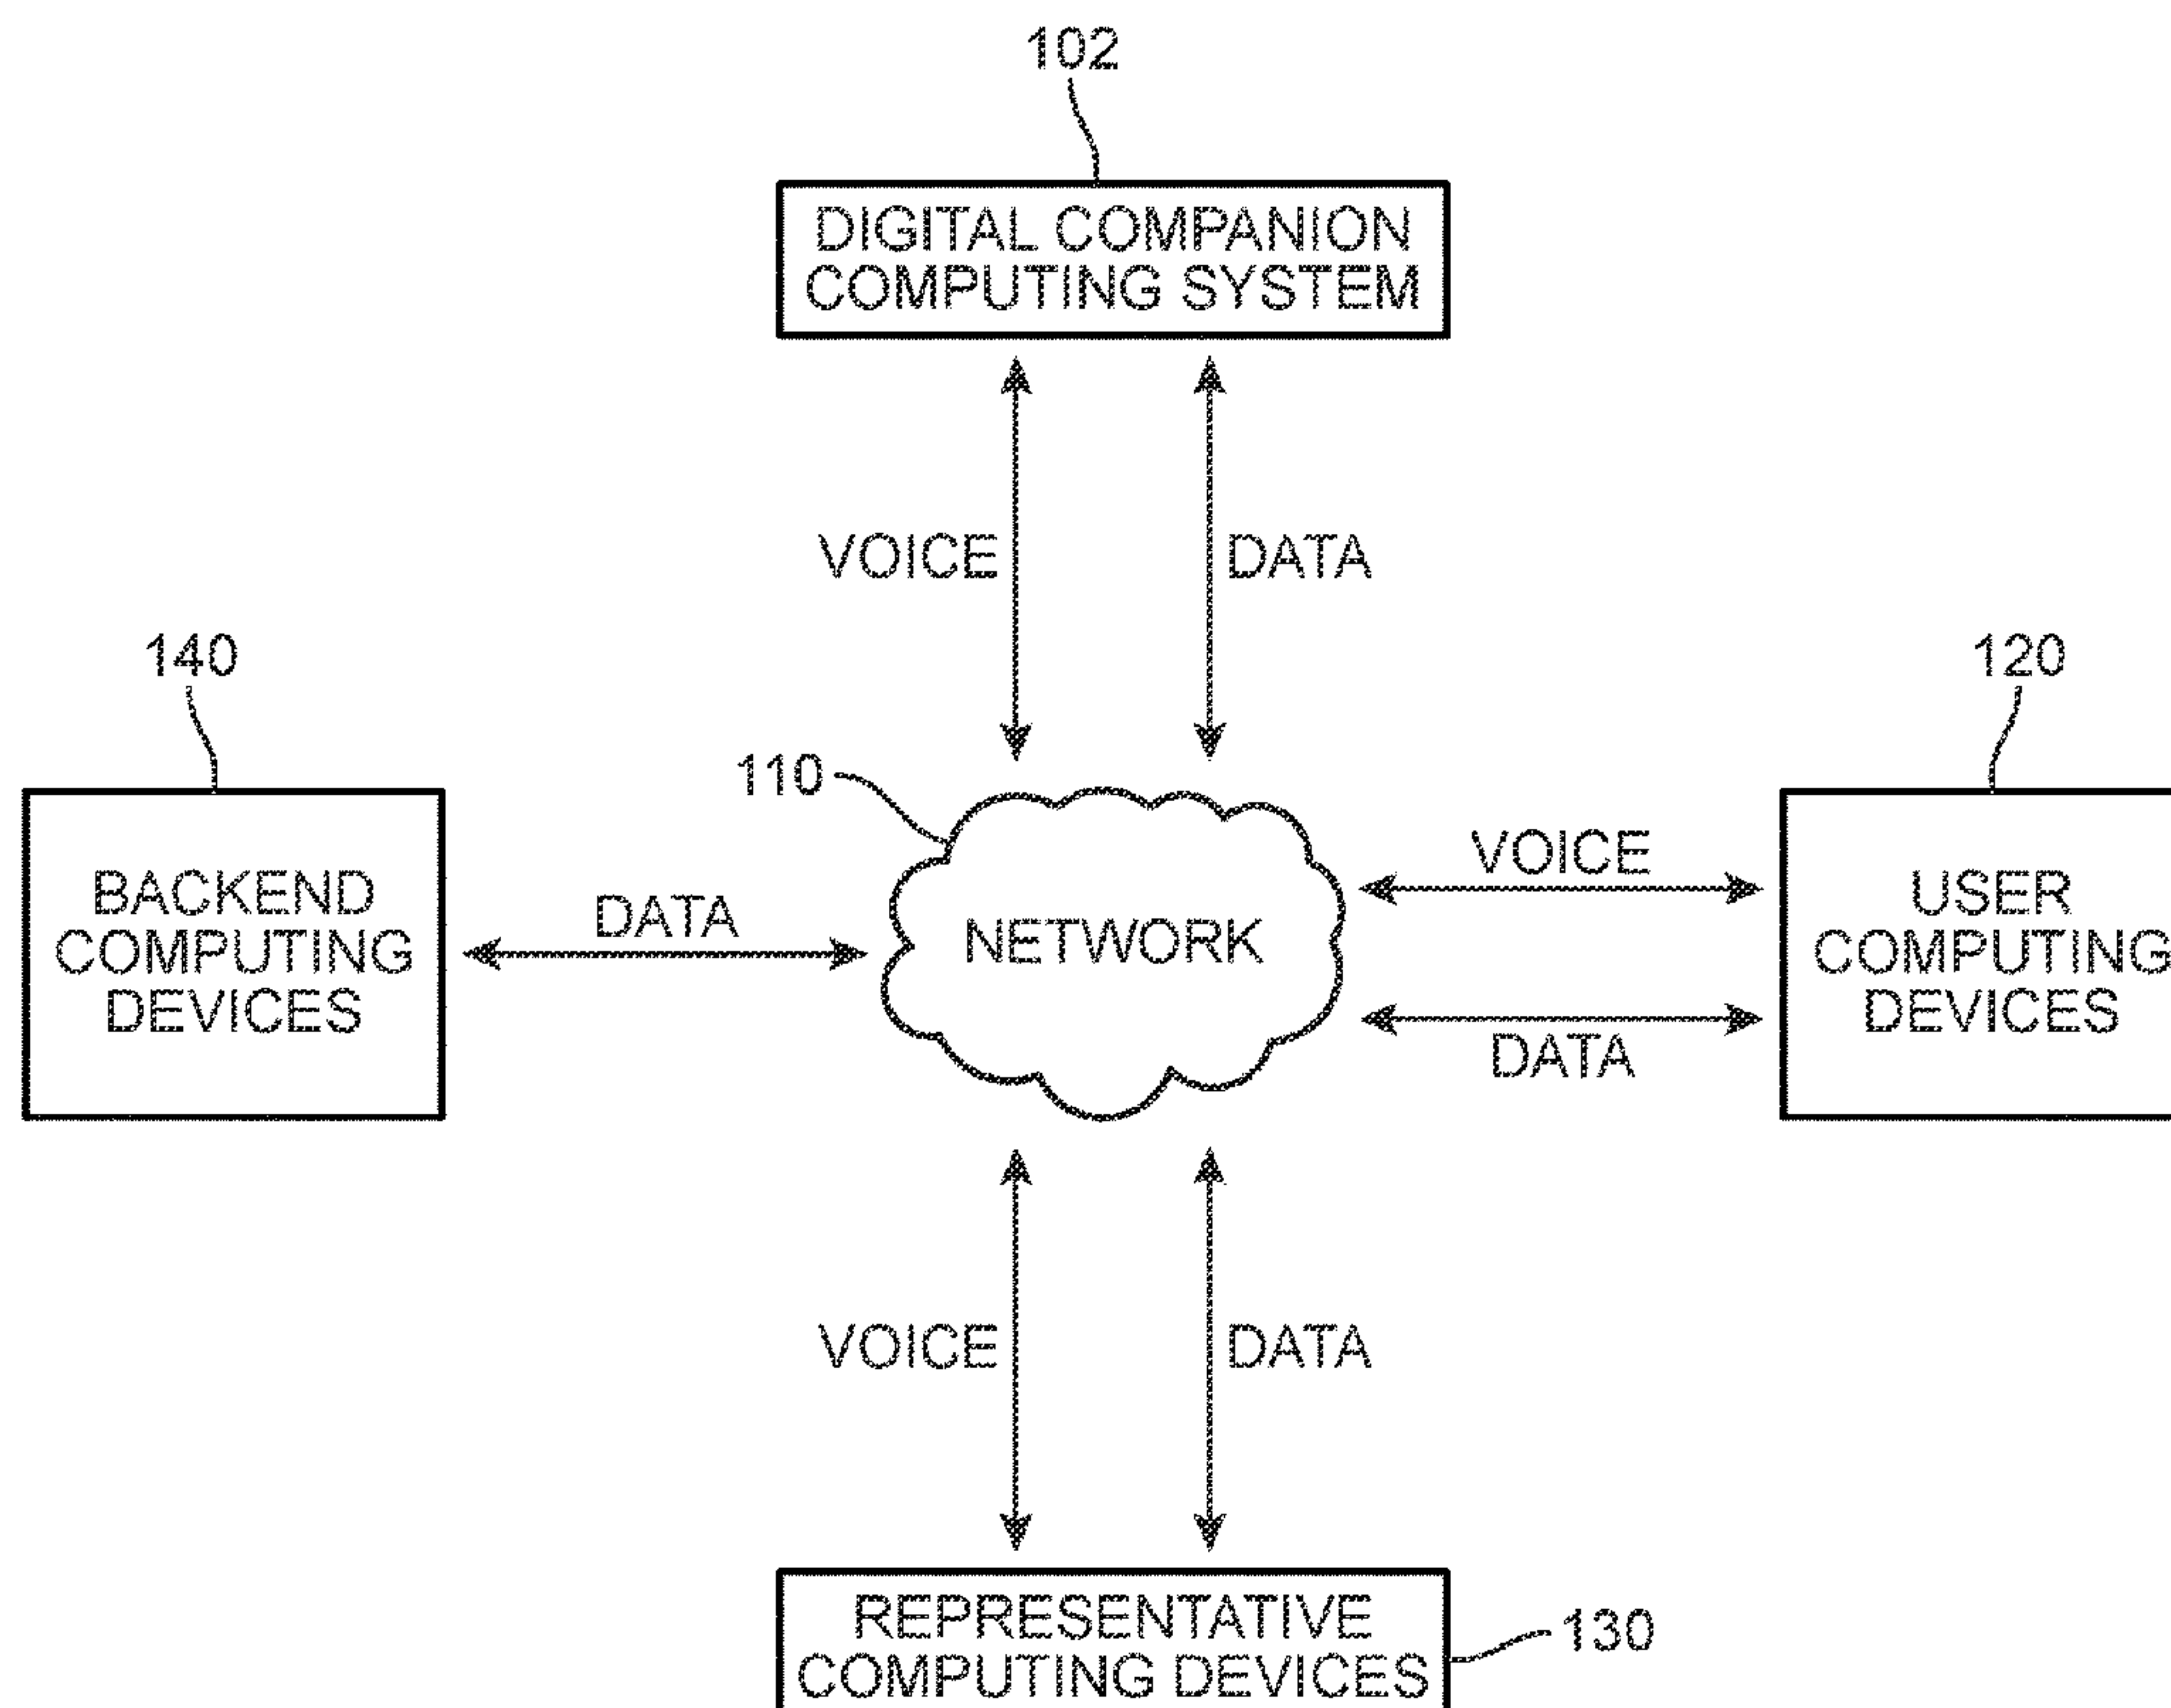 102
DIGITAL COMPANION
COMPUTING SYSTEM
VOICE
DATA
140
120
110
BACKEND
COMPUTING
DEVICES
DATA
NETWORK
VOICE
DATA
USER
COMPUTING
DEVICES
VOICE
DATA
REPRESENTATIVE
COMPUTING DEVICES
130